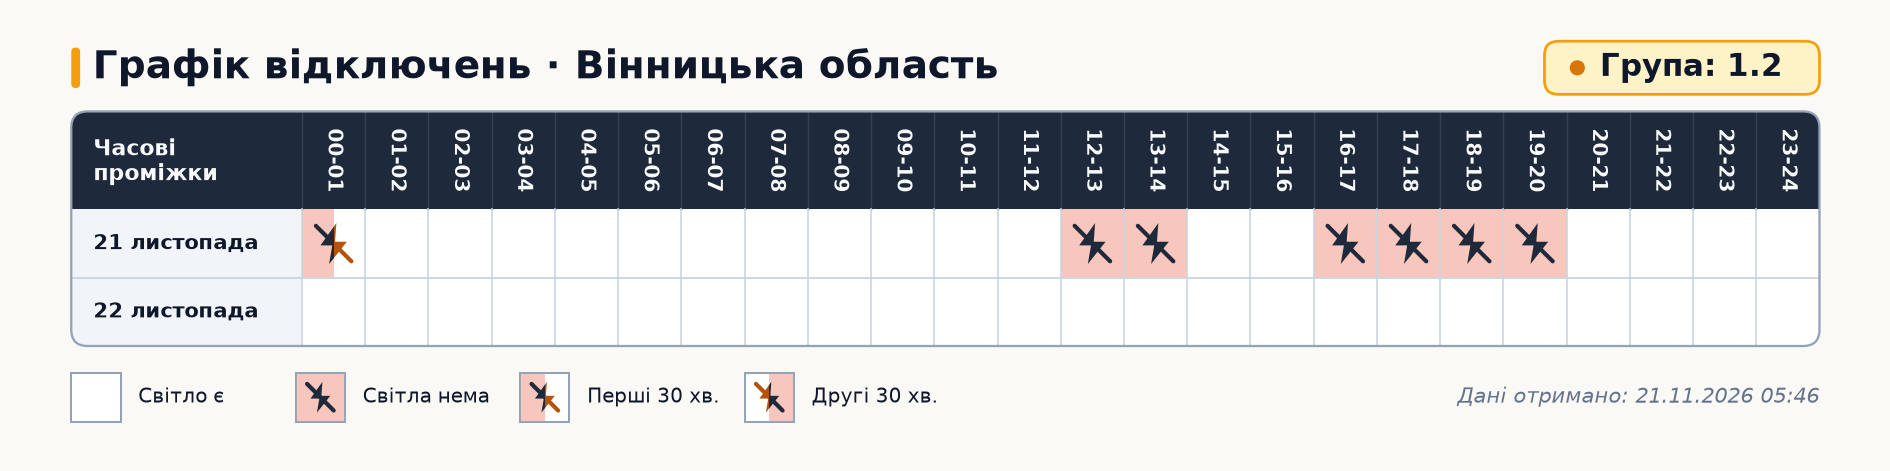 Графік відключень · Вінницька область
Група: 1.2
Часові
проміжки
00-01 01-02 02-03 03-04 04-05 05-06 06-07 07-08 08-09 09-10 10-11 11-12 12-13 13-14 14-15 15-16 16-17 17-18 18-19 19-20 20-21 21-22 22-23 23-24
21 листопада
22 листопада
Світло є Світла нема Перші 30 хв. Другі 30 хв.
Дані отримано: 21.11.2026 05:46